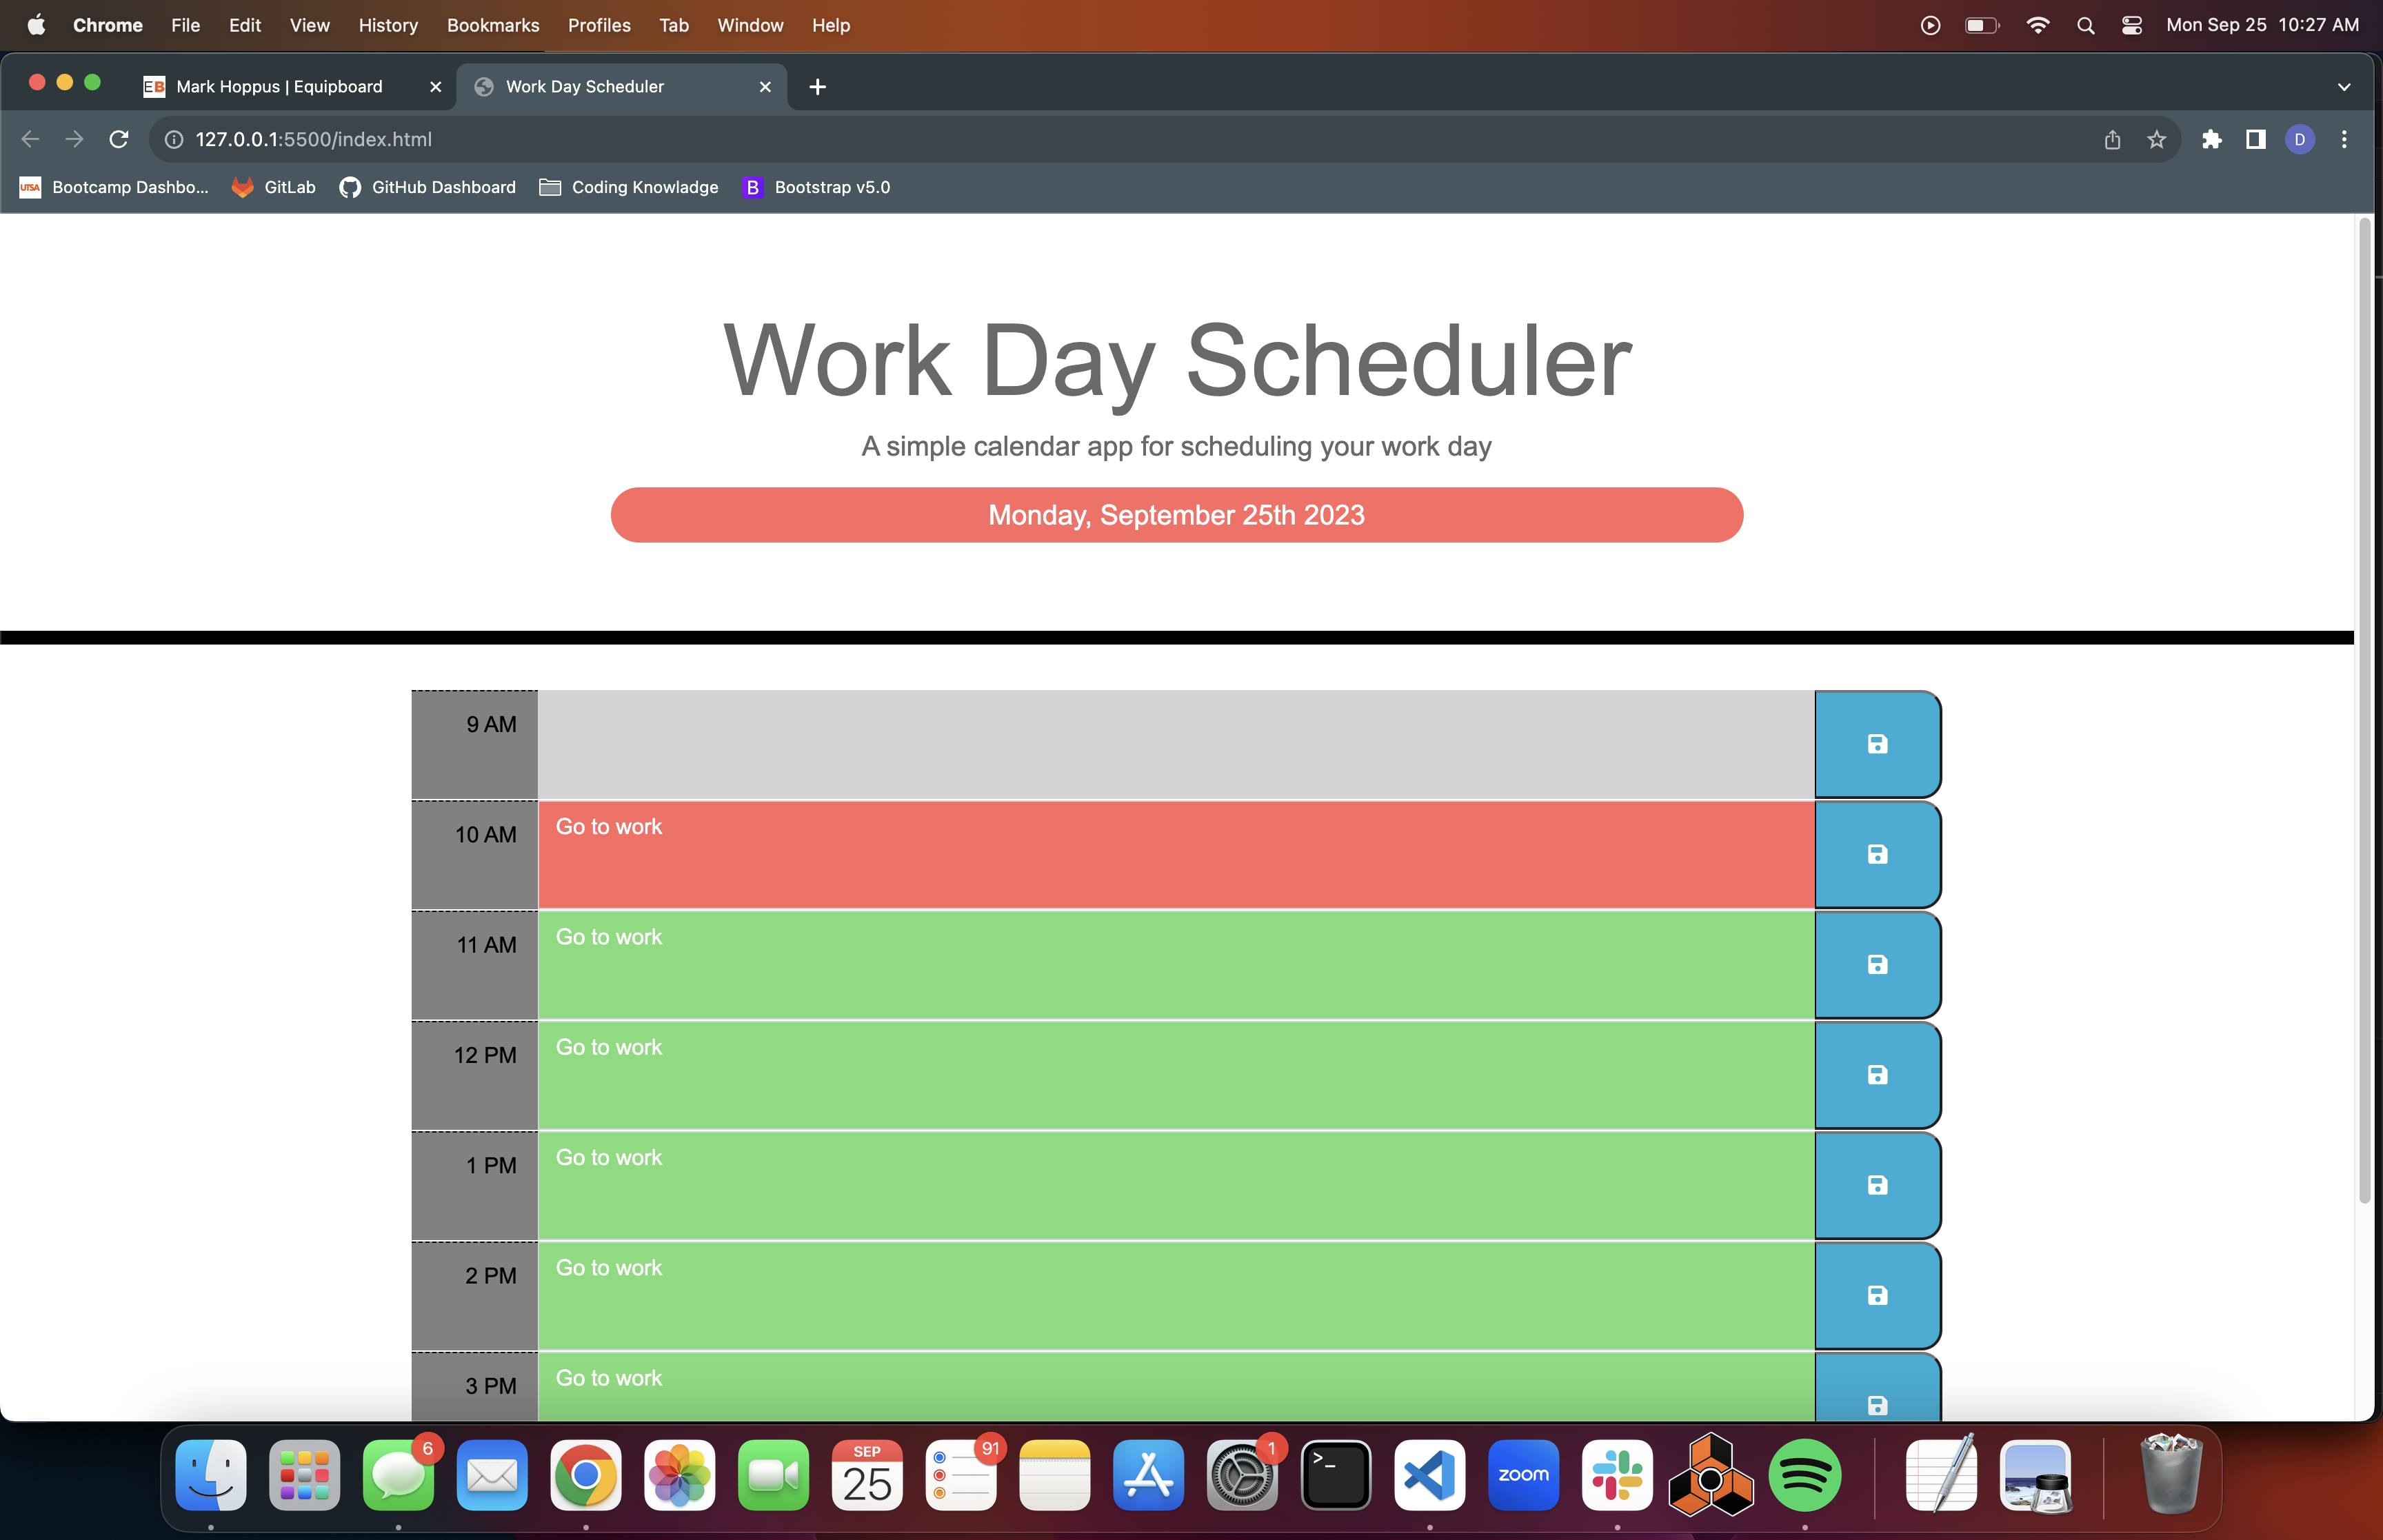 Chrome File Edit View History Bookmarks Profiles Tab Window Help Mon Sep 25 10:27 AM
EB Mark Hoppus | Equipboard Work Day Scheduler
127.0.0.1:5500/index.html D
UTSA Bootcamp Dashbo... GitLab GitHub Dashboard Coding Knowladge B Bootstrap v5.0
Work Day Scheduler
A simple calendar app for scheduling your work day
Monday, September 25th 2023
9 AM
10 AM Go to work
11 AM Go to work
12 PM Go to work
1 PM Go to work
2 PM Go to work
3 PM Go to work
6 SEP 91 1
25 >_ zoom